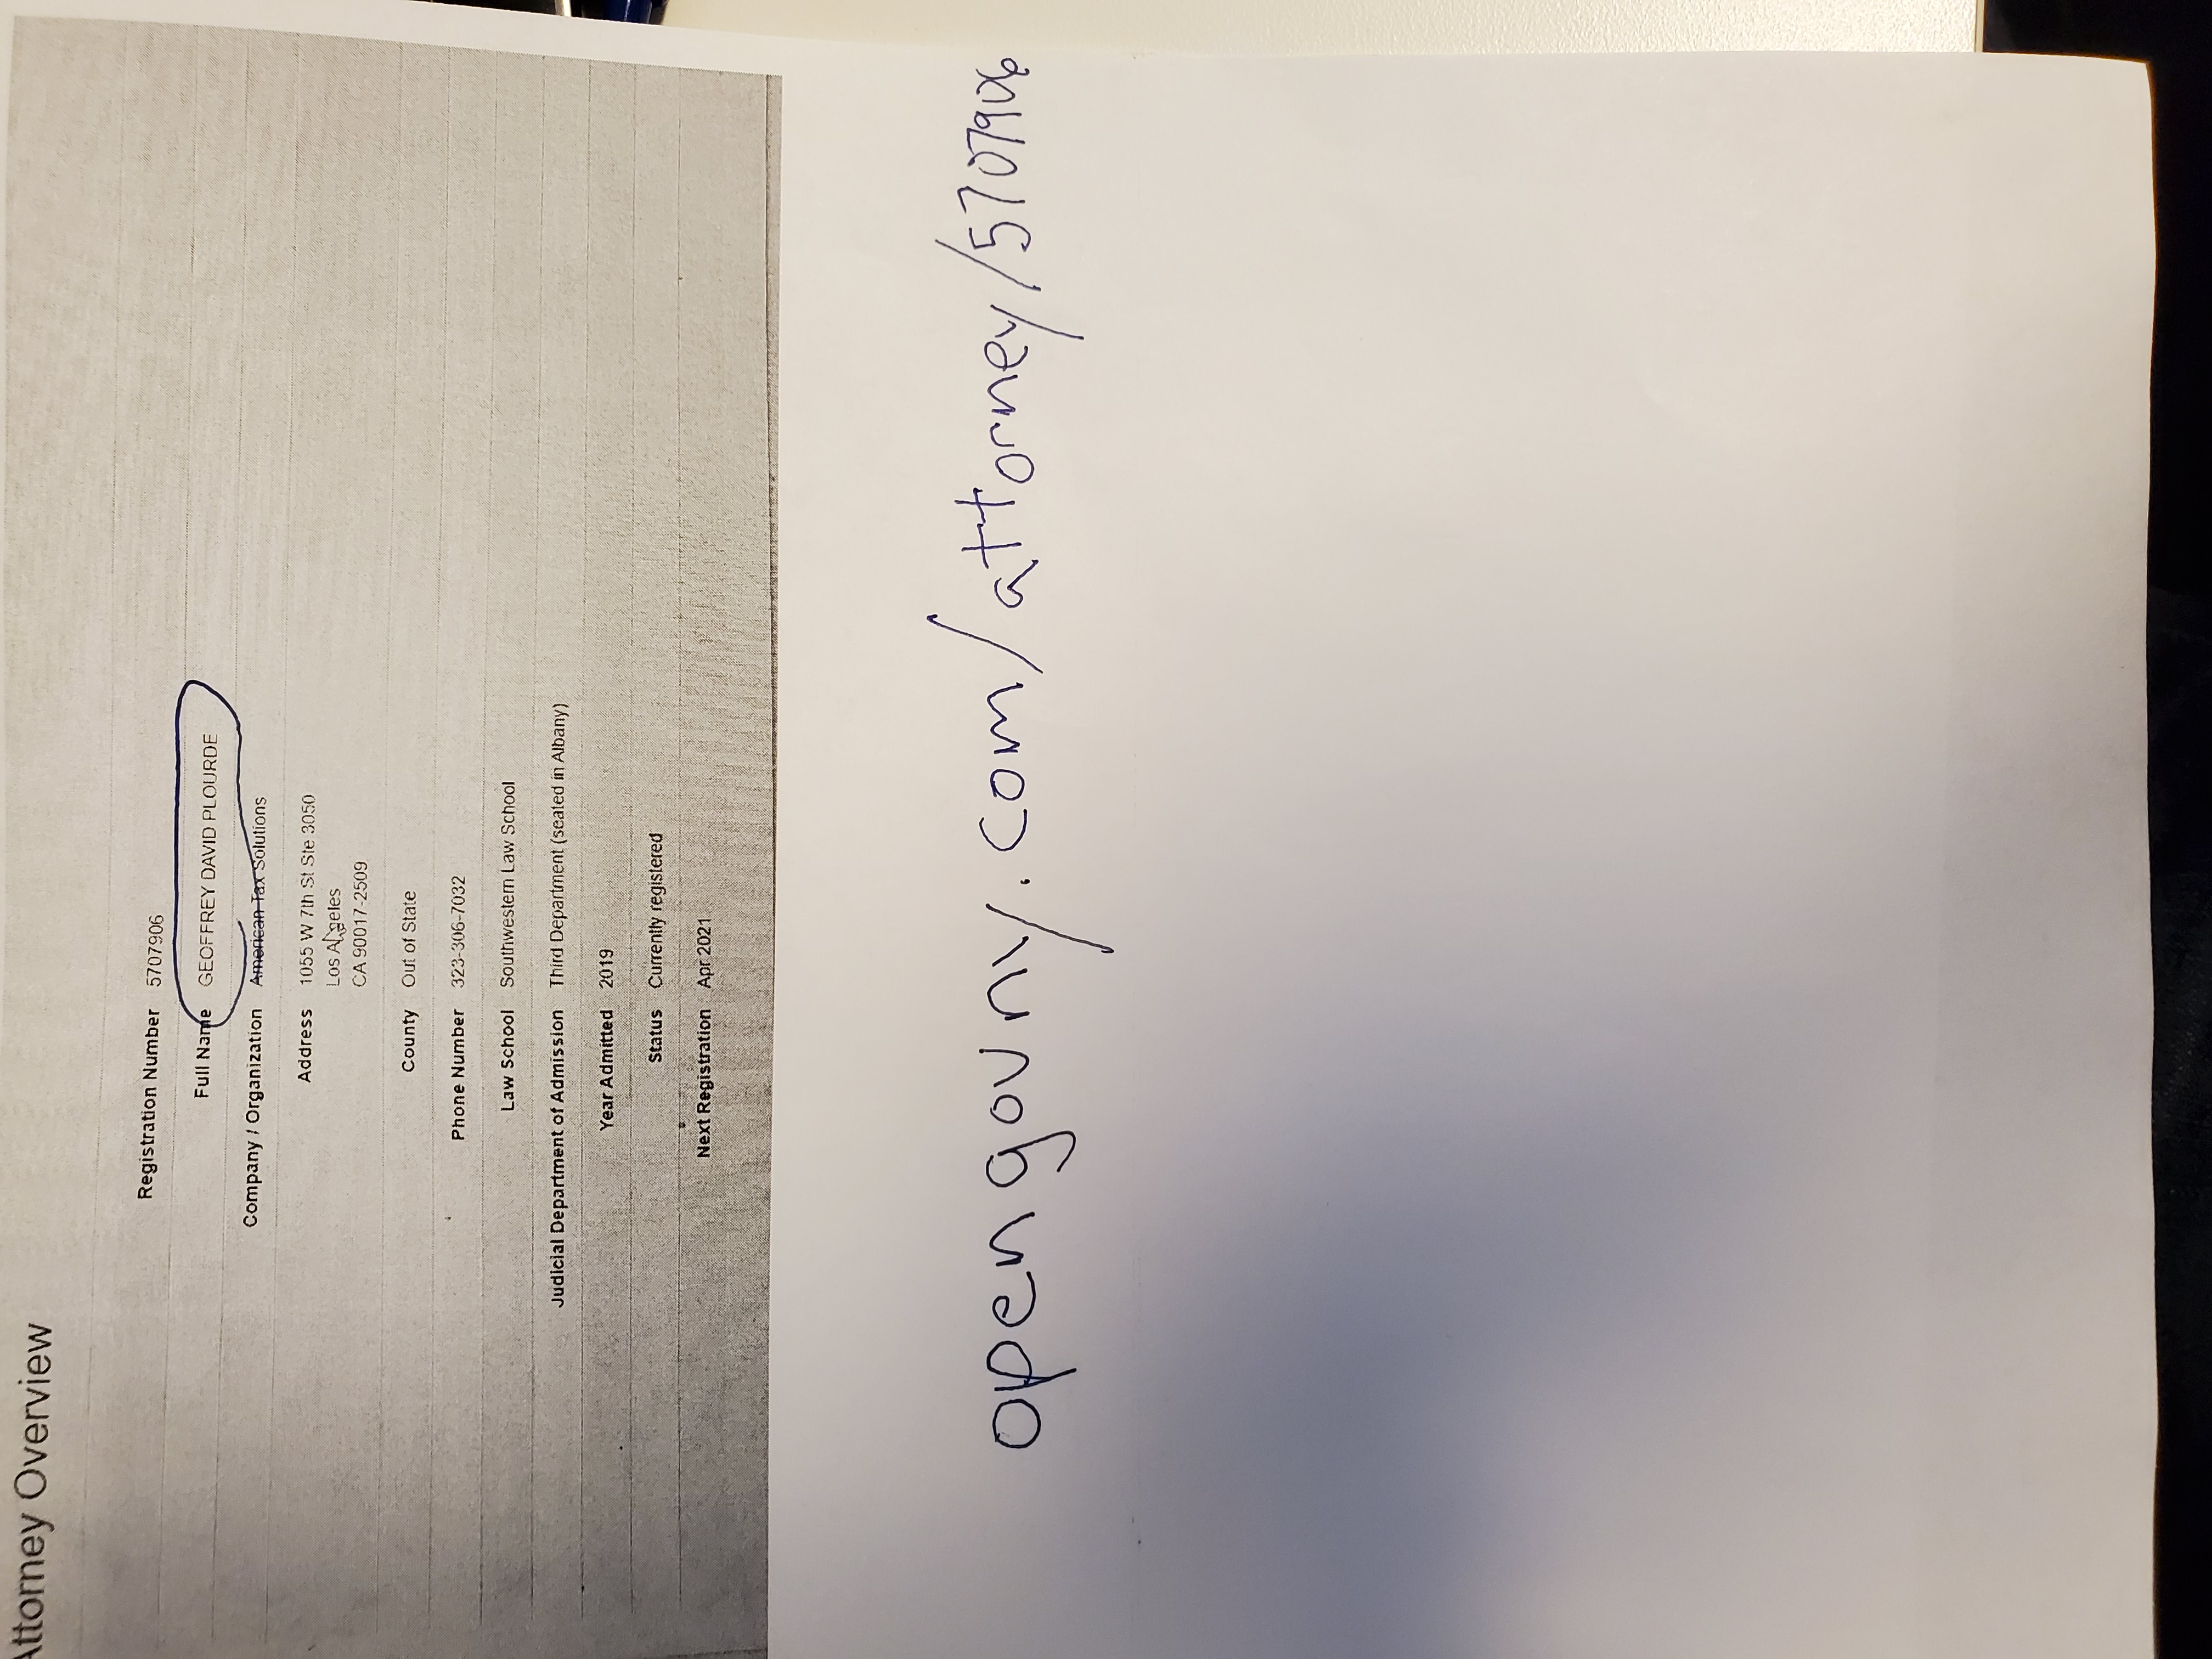 Attorney Overview
Registration Number 5707906
Full Name GEOFFREY DAVID PLOURDE
Company / Organization American Tax Solutions
Address 1055 W 7th St Ste 3050
Los Angeles
CA 90017-2509
County Out of State
Phone Number 323-306-7032
Law School Southwestern Law School
Judicial Department of Admission Third Department (seated in Albany)
Year Admitted 2019
Status Currently registered
Next Registration Apr 2021
opengovny.com/attorney/5707906